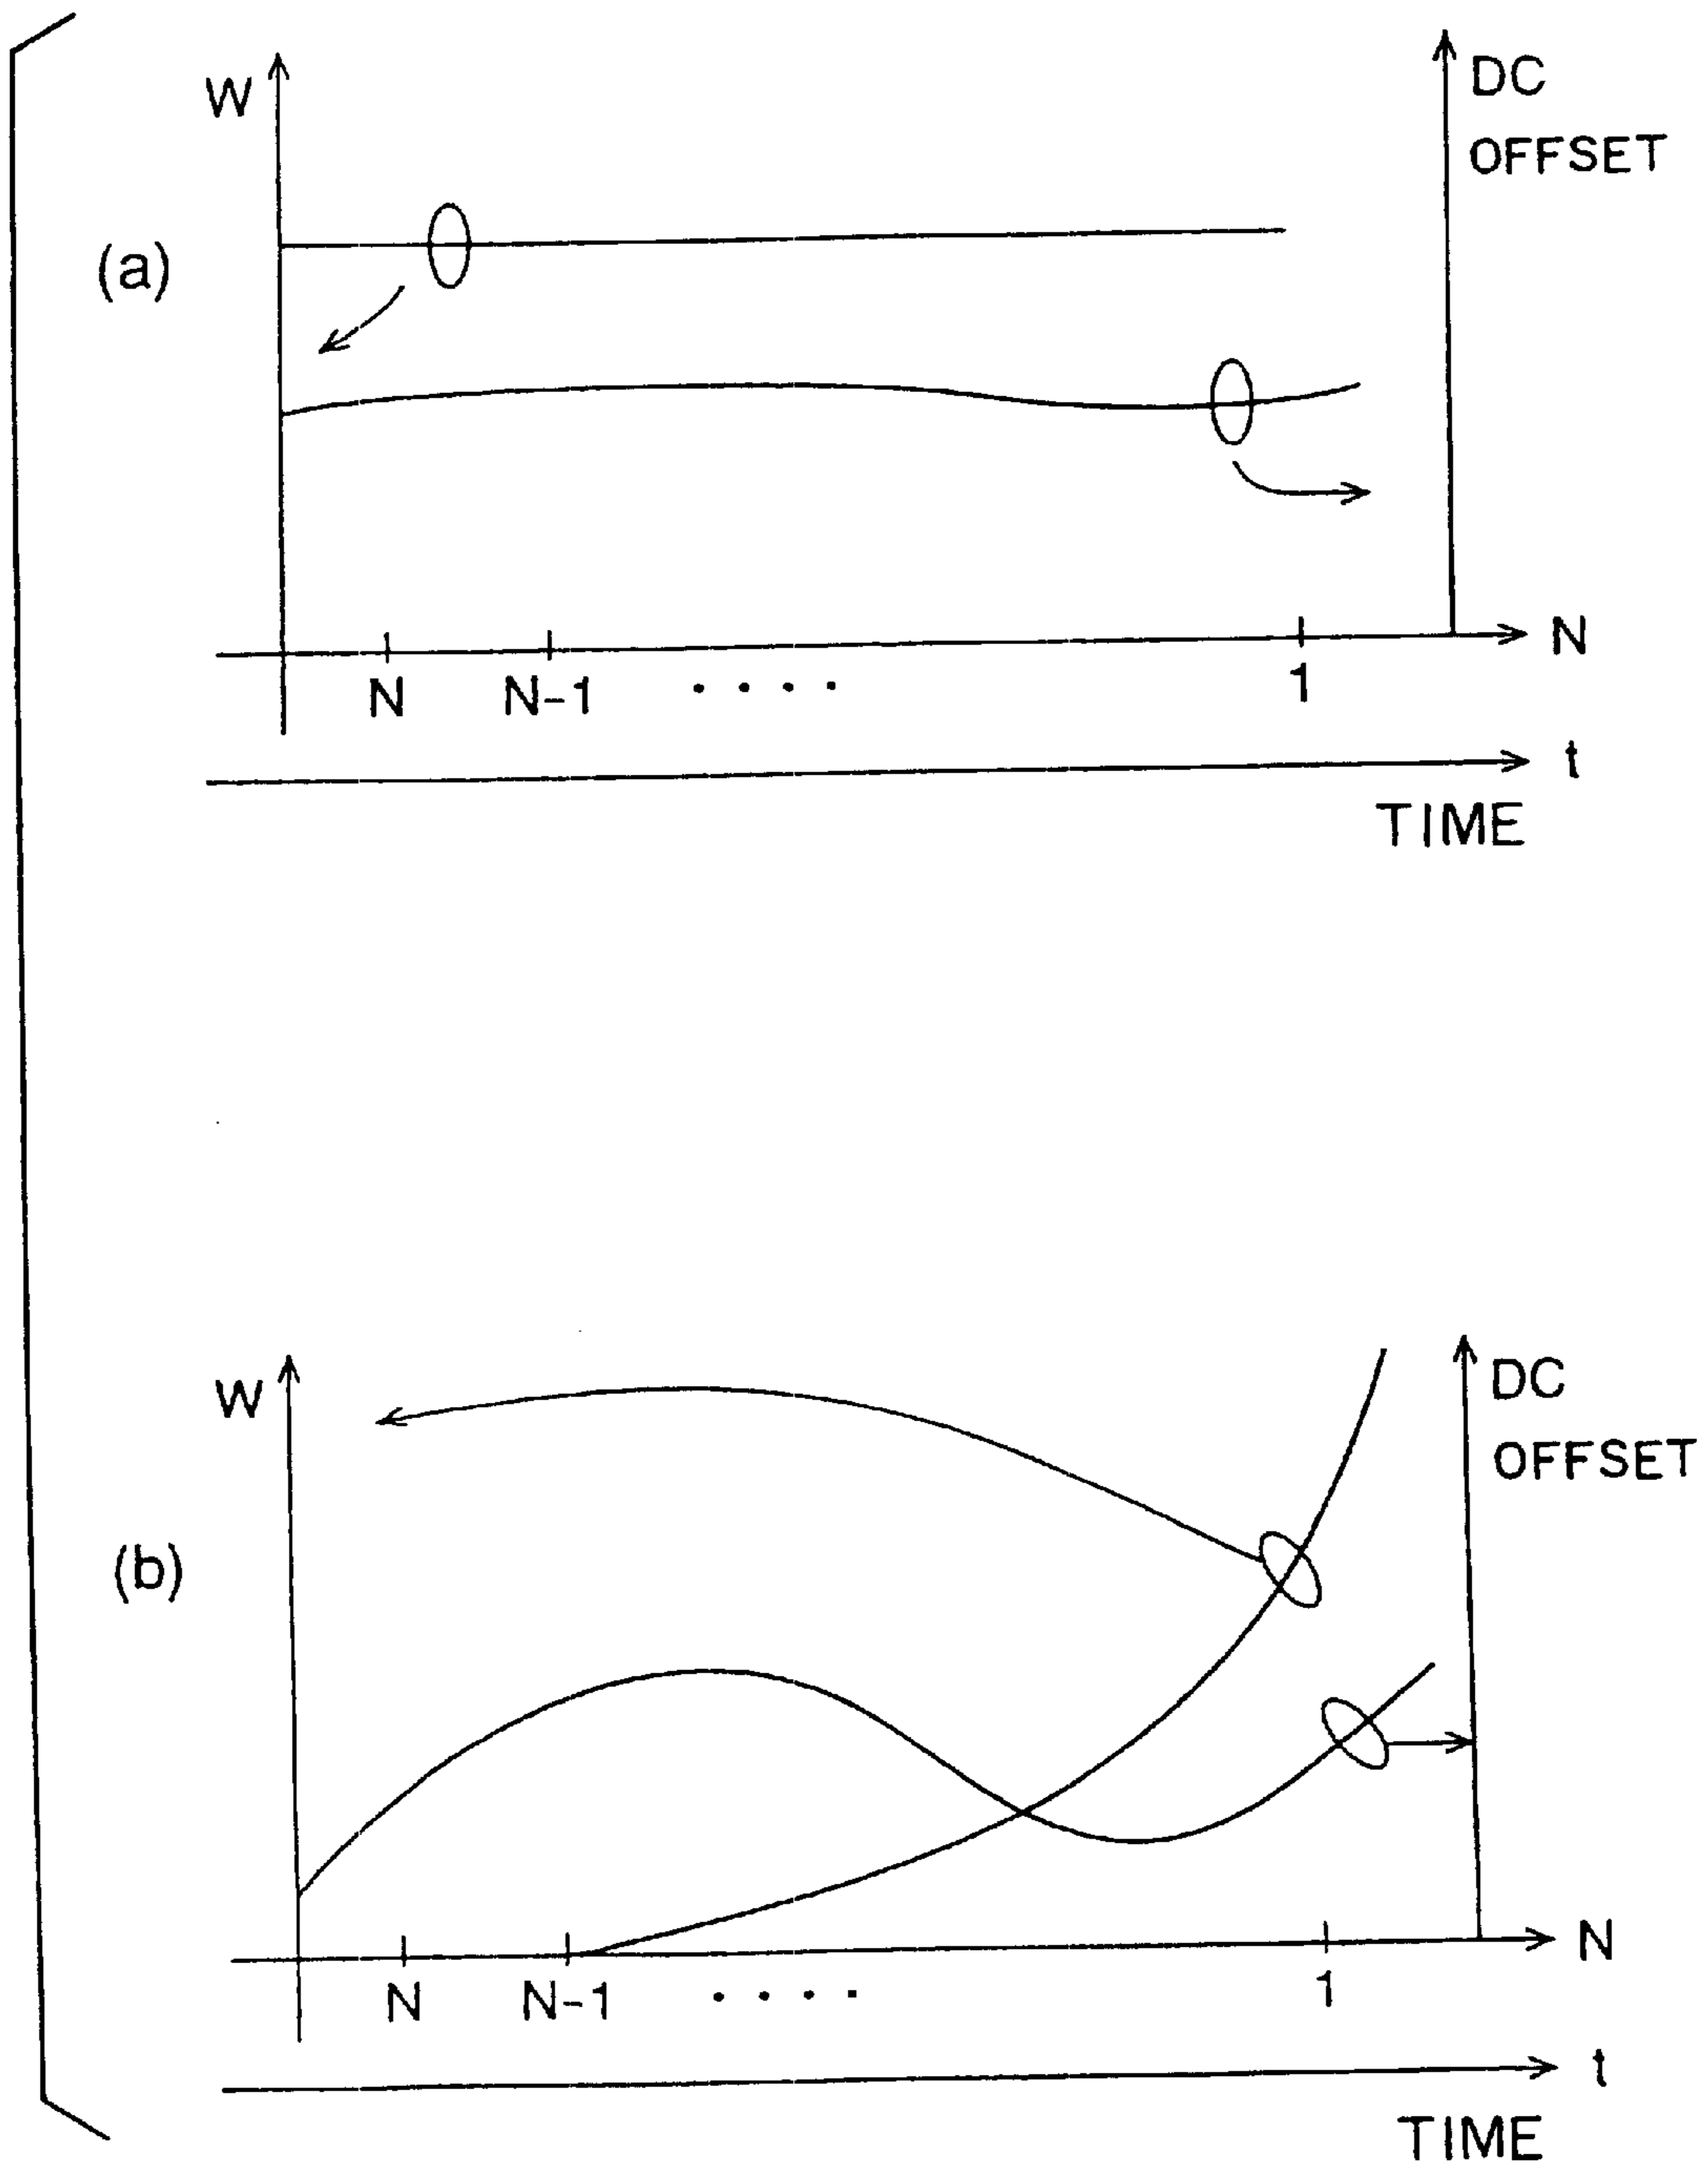 W
DC
OFFSET
(a)
N
N-1 .... 1
N
t
TIME
W
DC
OFFSET
(b)
N
N-1 .... 1
N
t
TIME